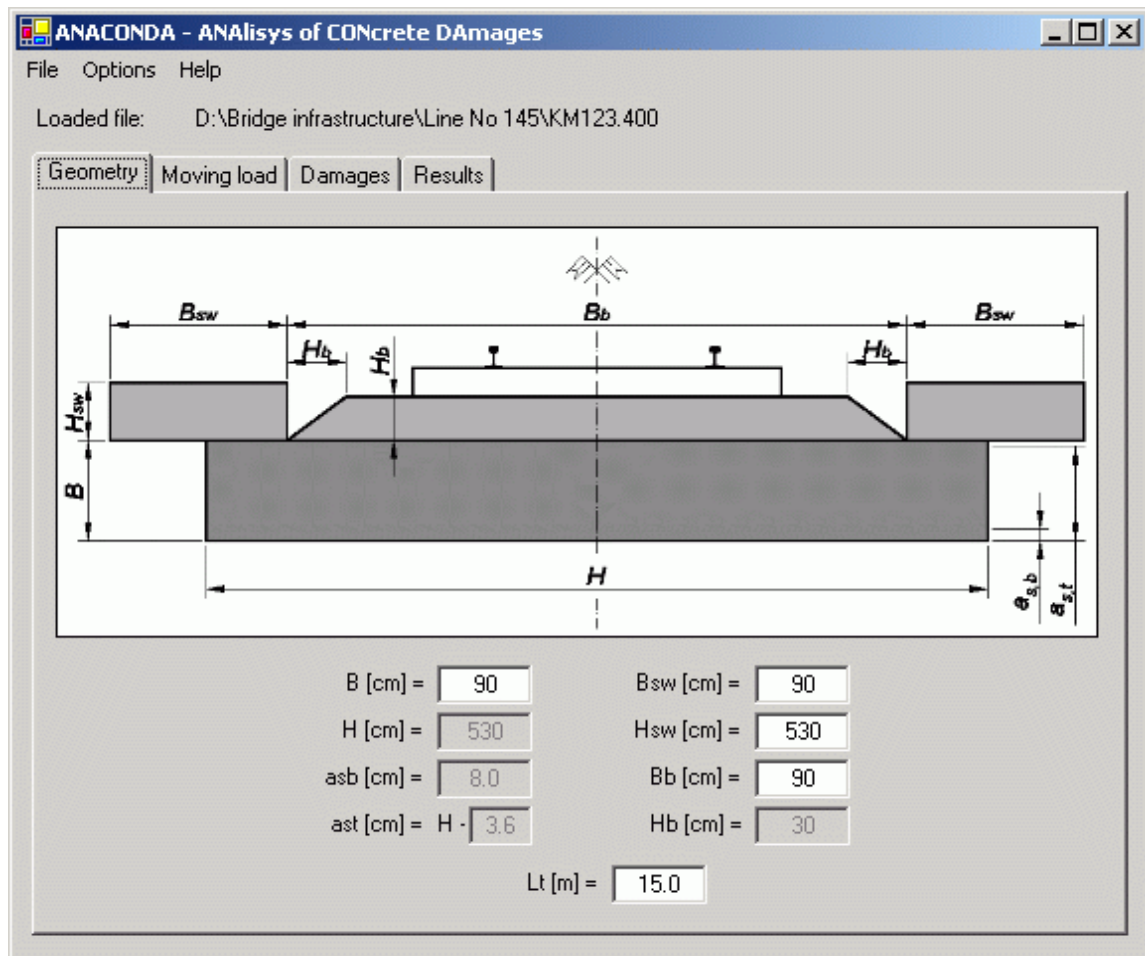 ANACONDA - ANAlisys of CONcrete DAmages
File Options Help
Loaded file: D:\Bridge infrastructure\Line No 145\KM123.400
Geometry Moving load Damages Results
Bsw Bb Bsw
Hb Hb Hb
Hsw
B
H
as,b as,t
B [cm] = 90 Bsw [cm] = 90
H [cm] = 530 Hsw [cm] = 530
asb [cm] = 8.0 Bb [cm] = 90
ast [cm] = H - 3.6 Hb [cm] = 30
Lt [m] = 15.0